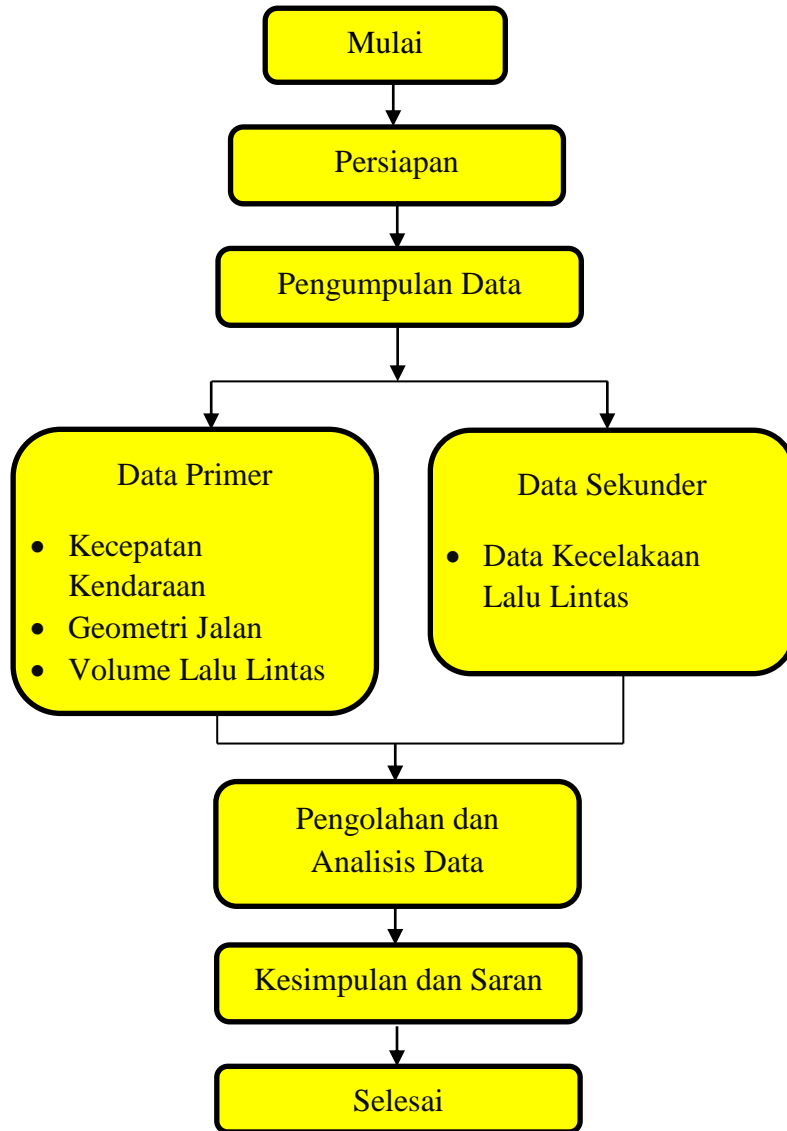 Mulai
Persiapan
Pengumpulan Data
Data Primer
• Kecepatan
Kendaraan
• Geometri Jalan
• Volume Lalu Lintas
Data Sekunder
• Data Kecelakaan
Lalu Lintas
Pengolahan dan
Analisis Data
Kesimpulan dan Saran
Selesai